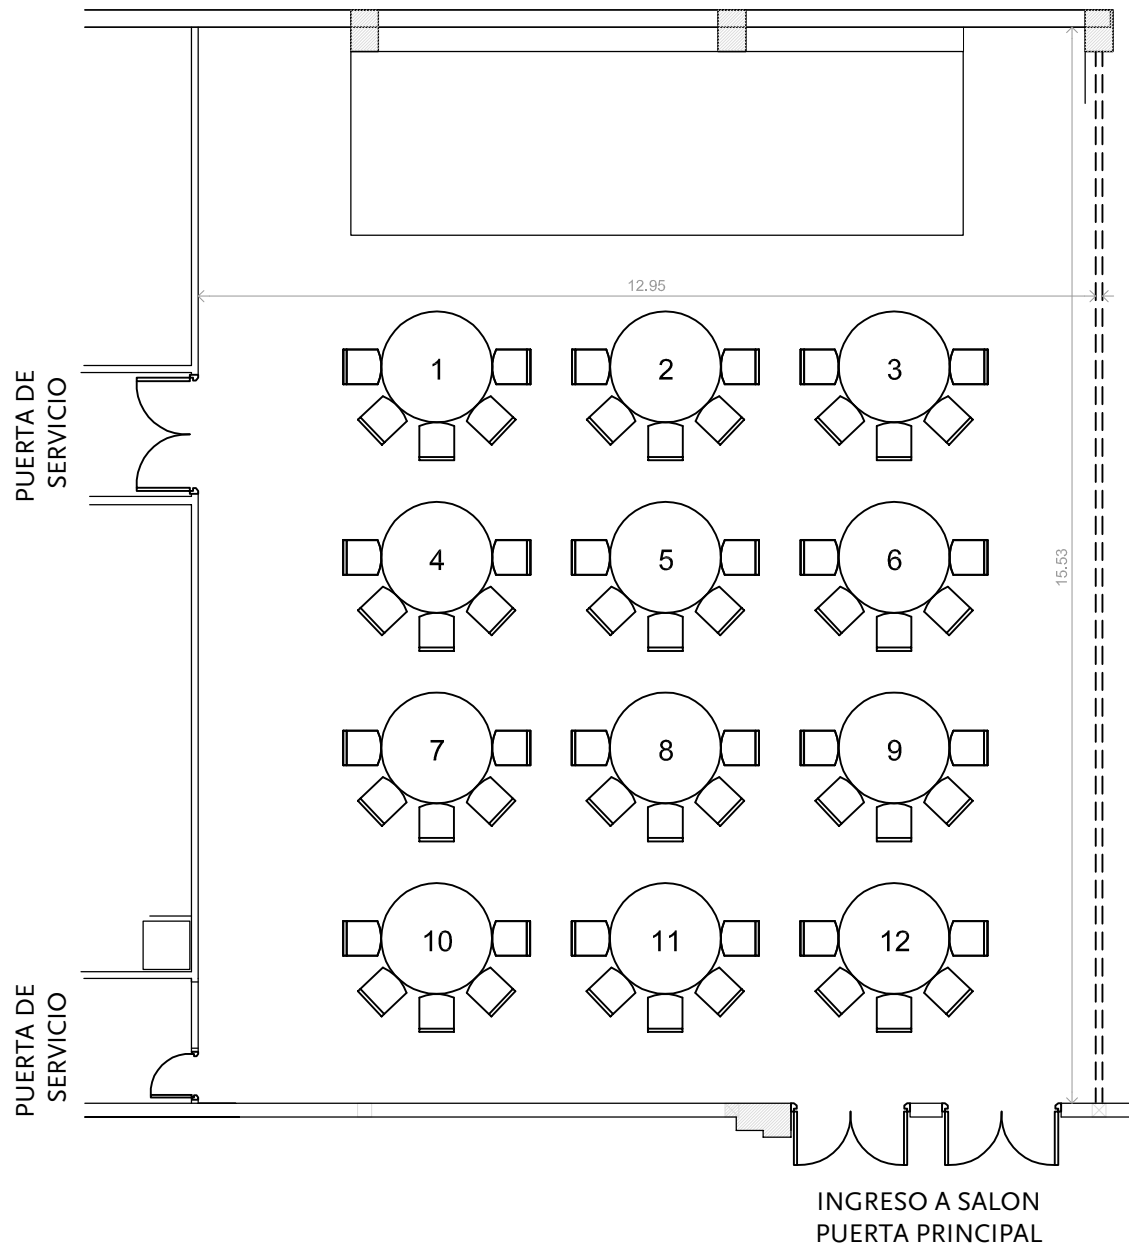 12.95
1
2
3
PUERTA DE
SERVICIO
4
5
6
15.53
7
8
9
10
11
12
PUERTA DE
SERVICIO
INGRESO A SALON
PUERTA PRINCIPAL